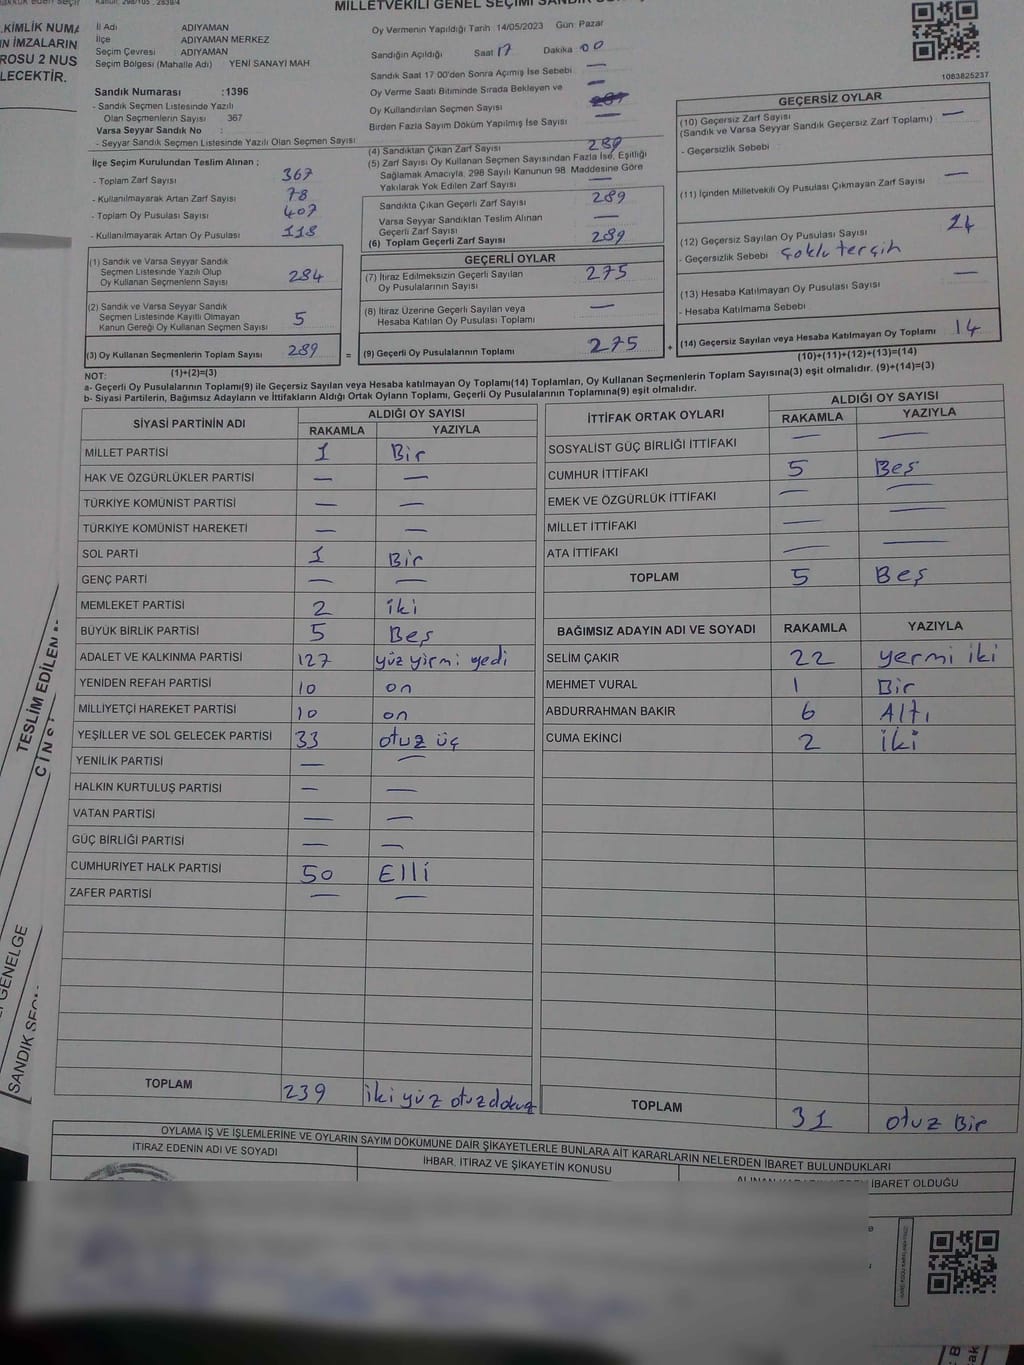 MİLLETVEKİLİ GENEL SEÇİMİ
.KİMLİK NUMA
N İMZALARIN
ROSU 2 NUS
LECEKTİR.
İl Adı ADIYAMAN
İlçe ADIYAMAN MERKEZ
Seçim Çevresi ADIYAMAN
Seçim Bölgesi (Mahalle Adı) YENİ SANAYİ MAH
Sandık Numarası :1396
- Sandık Seçmen Listesinde Yazılı
Olan Seçmenlerin Sayısı 367
Varsa Seyyar Sandık No :
- Seyyar Sandık Seçmen Listesinde Yazılı Olan Seçmen Sayısı
İlçe Seçim Kurulundan Teslim Alınan ;
- Toplam Zarf Sayısı 367
- Kullanılmayarak Artan Zarf Sayısı 78
- Toplam Oy Pusulası Sayısı 407
- Kullanılmayarak Artan Oy Pusulası 118
(1) Sandık ve Varsa Seyyar Sandık
Seçmen Listesinde Yazılı Olup
Oy Kullanan Seçmenlerin Sayısı 284
(2) Sandık ve Varsa Seyyar Sandık
Seçmen Listesinde Kayıtlı Olmayan
Kanun Gereği Oy Kullanan Seçmen Sayısı 5
(3) Oy Kullanan Seçmenlerin Toplam Sayısı 289 =
(1)+(2)=(3)
Oy Vermenin Yapıldığı Tarih :14/05/2023 Gün: Pazar
Sandığın Açıldığı Saat 17 Dakika 00
Sandık Saat 17.00'den Sonra Açılmış İse Sebebi —
Oy Verme Saati Bitiminde Sırada Bekleyen ve —
Oy Kullandırılan Seçmen Sayısı
Birden Fazla Sayım Döküm Yapılmış İse Sayısı —
(4) Sandıktan Çıkan Zarf Sayısı 289
(5) Zarf Sayısı Oy Kullanan Seçmen Sayısından Fazla İse, Eşitliği
Sağlamak Amacıyla, 298 Sayılı Kanunun 98. Maddesine Göre
Yakılarak Yok Edilen Zarf Sayısı —
Sandıkta Çıkan Geçerli Zarf Sayısı 289
Varsa Seyyar Sandıktan Teslim Alınan
Geçerli Zarf Sayısı —
(6) Toplam Geçerli Zarf Sayısı 289
GEÇERLİ OYLAR
(7) İtiraz Edilmeksizin Geçerli Sayılan
Oy Pusulalarının Sayısı 275
(8) İtiraz Üzerine Geçerli Sayılan veya
Hesaba Katılan Oy Pusulası Toplamı —
(9) Geçerli Oy Pusulalarının Toplamı 275 +
1083825237
GEÇERSİZ OYLAR
(10) Geçersiz Zarf Sayısı —
(Sandık ve Varsa Seyyar Sandık Geçersiz Zarf Toplamı)
- Geçersizlik Sebebi :
(11) İçinden Milletvekili Oy Pusulası Çıkmayan Zarf Sayısı —
(12) Geçersiz Sayılan Oy Pusulası Sayısı 14
- Geçersizlik Sebebi Çoklu tercih
(13) Hesaba Katılmayan Oy Pusulası Sayısı —
- Hesaba Katılmama Sebebi
(14) Geçersiz Sayılan veya Hesaba Katılmayan Oy Toplamı 14
(10)+(11)+(12)+(13)=(14)
NOT:
a- Geçerli Oy Pusulalarının Toplamı(9) ile Geçersiz Sayılan veya Hesaba katılmayan Oy Toplamı(14) Toplamları, Oy Kullanan Seçmenlerin Toplam Sayısına(3) eşit olmalıdır. (9)+(14)=(3)
b- Siyasi Partilerin, Bağımsız Adayların ve İttifakların Aldığı Ortak Oyların Toplamı, Geçerli Oy Pusulalarının Toplamına(9) eşit olmalıdır.
SİYASİ PARTİNİN ADI ALDIĞI OY SAYISI
RAKAMLA YAZIYLA
MİLLET PARTİSİ 1 Bir
HAK VE ÖZGÜRLÜKLER PARTİSİ — —
TÜRKİYE KOMÜNİST PARTİSİ — —
TÜRKİYE KOMÜNİST HAREKETİ — —
SOL PARTİ 1 Bir
GENÇ PARTİ — —
MEMLEKET PARTİSİ 2 iki
BÜYÜK BİRLİK PARTİSİ 5 Beş
ADALET VE KALKINMA PARTİSİ 127 yüz yirmi yedi
YENİDEN REFAH PARTİSİ 10 on
MİLLİYETÇİ HAREKET PARTİSİ 10 on
YEŞİLLER VE SOL GELECEK PARTİSİ 33 otuz üç
YENİLİK PARTİSİ — —
HALKIN KURTULUŞ PARTİSİ — —
VATAN PARTİSİ — —
GÜÇ BİRLİĞİ PARTİSİ — —
CUMHURİYET HALK PARTİSİ 50 Elli
ZAFER PARTİSİ — —
TOPLAM 239 iki yüz otuzdokuz
İTTİFAK ORTAK OYLARI ALDIĞI OY SAYISI
RAKAMLA YAZIYLA
SOSYALİST GÜÇ BİRLİĞİ İTTİFAKI — —
CUMHUR İTTİFAKI 5 Beş
EMEK VE ÖZGÜRLÜK İTTİFAKI — —
MİLLET İTTİFAKI — —
ATA İTTİFAKI — —
TOPLAM 5 Beş
BAĞIMSIZ ADAYIN ADI VE SOYADI RAKAMLA YAZIYLA
SELİM ÇAKIR 22 yermi iki
MEHMET VURAL 1 Bir
ABDURRAHMAN BAKIR 6 Altı
CUMA EKİNCİ 2 iki
TOPLAM 31 otuz Bir
OYLAMA İŞ VE İŞLEMLERİNE VE OYLARIN SAYIM DÖKÜMÜNE DAİR ŞİKAYETLERLE BUNLARA AİT KARARLARIN NELERDEN İBARET BULUNDUKLARI
İTİRAZ EDENİN ADI VE SOYADI
İHBAR, İTİRAZ VE ŞİKAYETİN KONUSU
İBARET OLDUĞU
TESLİM EDİLEN
GENELGE